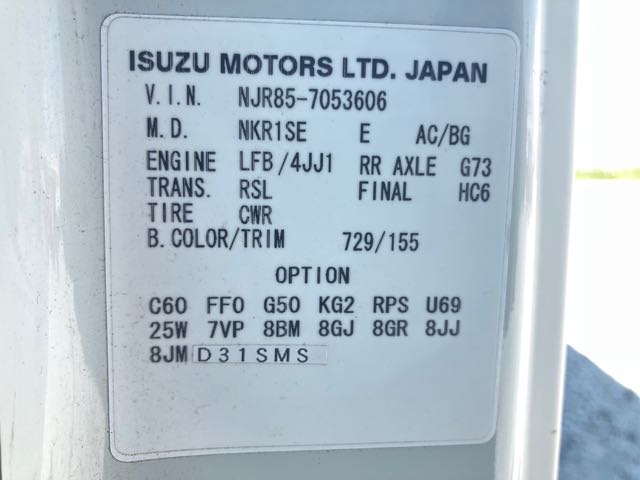 ISUZU MOTORS LTD. JAPAN
V.I.N. NJR85-7053606
M.D. NKR1SE E AC/BG
ENGINE LFB/4JJ1 RR AXLE G73
TRANS. RSL FINAL HC6
TIRE CWR
B.COLOR/TRIM 729/155
OPTION
C60 FF0 G50 KG2 RPS U69
25W 7VP 8BM 8GJ 8GR 8JJ
8JM D31SMS